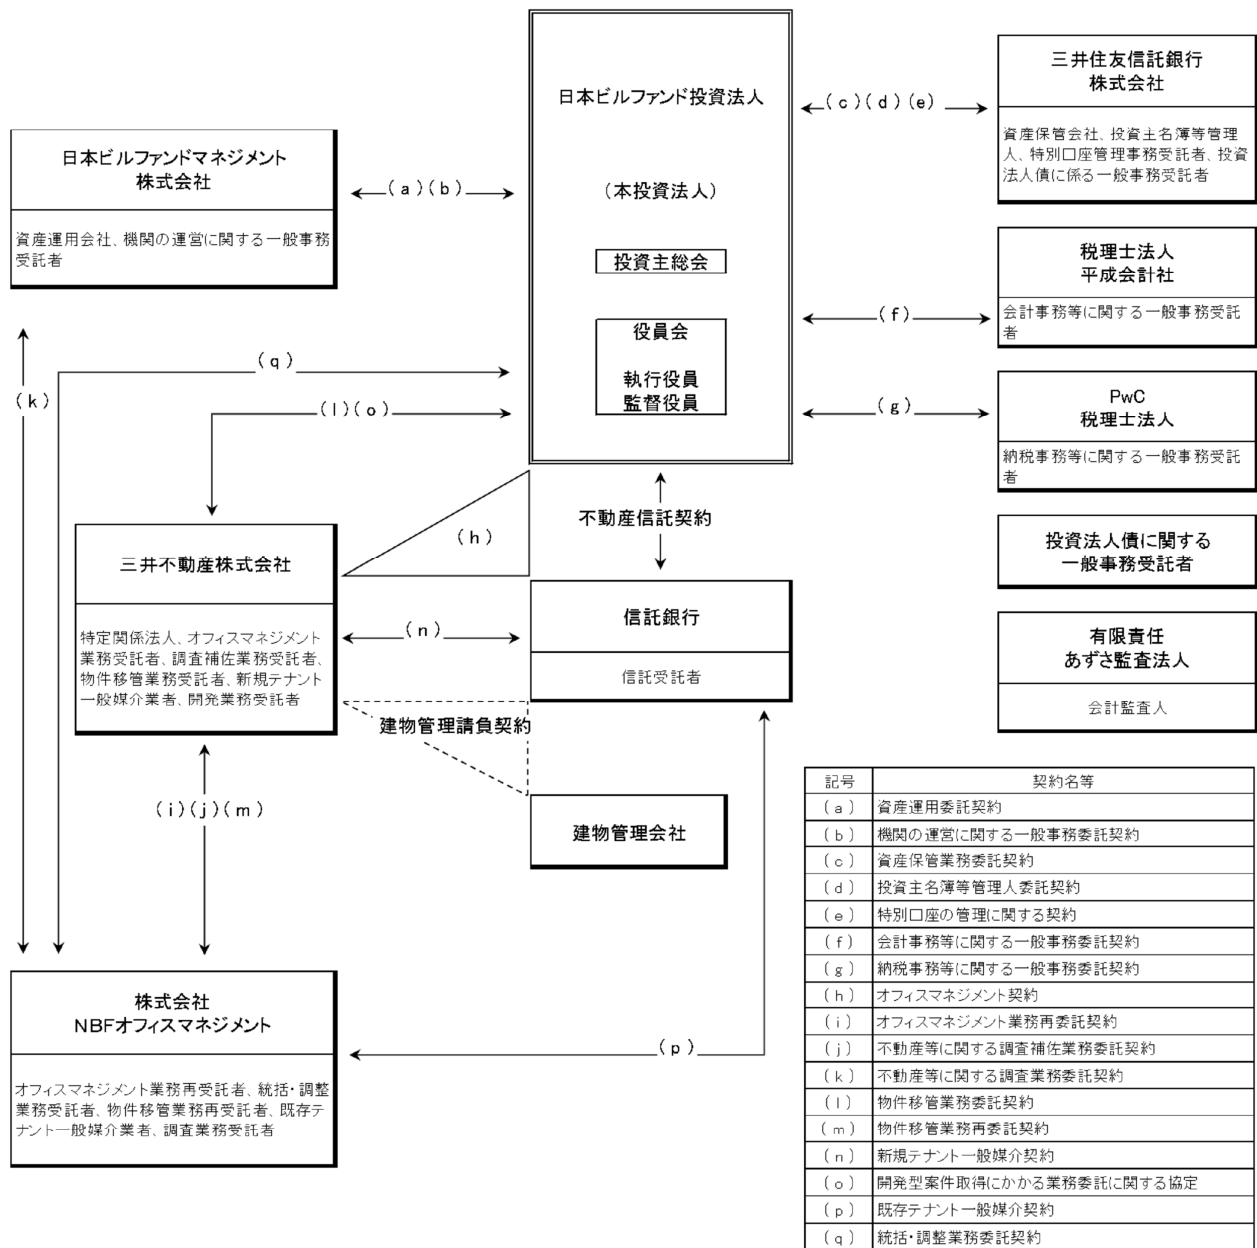 日本ビルファンド投資法人
(本投資法人)
投資主総会
役員会
執行役員
監督役員
日本ビルファンドマネジメント
株式会社
資産運用会社、機関の運営に関する一般事務
受託者
(a)(b)
(c)(d)(e)
三井住友信託銀行
株式会社
資産保管会社、投資主名簿等管理
人、特別口座管理事務受託者、投資
法人債に係る一般事務受託者
(f)
税理士法人
平成会計社
会計事務等に関する一般事務受託
者
(g)
PwC
税理士法人
納税事務等に関する一般事務受託
者
投資法人債に関する
一般事務受託者
有限責任
あずさ監査法人
会計監査人
(k)
(q)
(l)(o)
(h)
不動産信託契約
三井不動産株式会社
特定関係法人、オフィスマネジメント
業務受託者、調査補佐業務受託者、
物件移管業務受託者、新規テナント
一般媒介業者、開発業務受託者
(n)
信託銀行
信託受託者
建物管理請負契約
建物管理会社
(i)(j)(m)
株式会社
NBFオフィスマネジメント
オフィスマネジメント業務再受託者、統括・調整
業務受託者、物件移管業務再受託者、既存テ
ナント一般媒介業者、調査業務受託者
(p)
記号 契約名等
(a) 資産運用委託契約
(b) 機関の運営に関する一般事務委託契約
(c) 資産保管業務委託契約
(d) 投資主名簿等管理人委託契約
(e) 特別口座の管理に関する契約
(f) 会計事務等に関する一般事務委託契約
(g) 納税事務等に関する一般事務委託契約
(h) オフィスマネジメント契約
(i) オフィスマネジメント業務再委託契約
(j) 不動産等に関する調査補佐業務委託契約
(k) 不動産等に関する調査業務委託契約
(l) 物件移管業務委託契約
(m) 物件移管業務再委託契約
(n) 新規テナント一般媒介契約
(o) 開発型案件取得にかかる業務委託に関する協定
(p) 既存テナント一般媒介契約
(q) 統括・調整業務委託契約